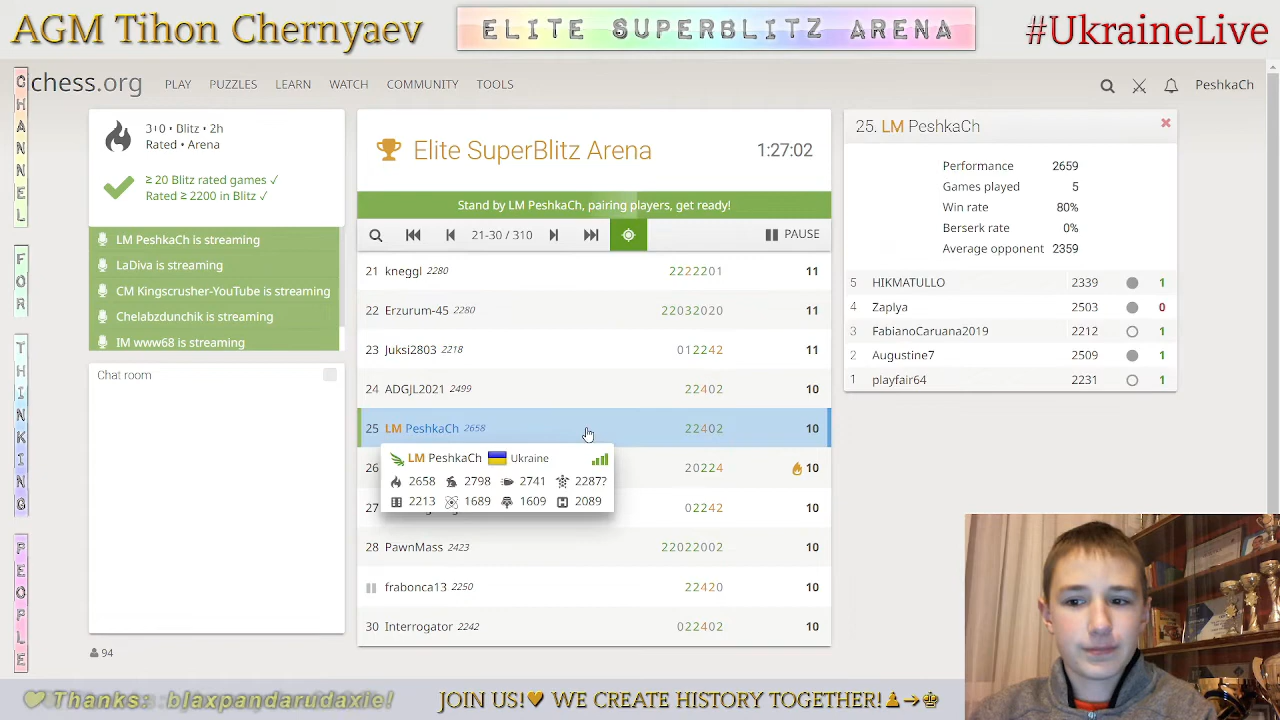 AGM Tihon Chernyaev
ELITE SUPERBLITZ ARENA
#UkraineLive
CHANNEL FOR THINKING PEOPLE
chess.org
PLAY PUZZLES LEARN WATCH COMMUNITY TOOLS
PeshkaCh
3+0 • Blitz • 2h
Rated • Arena
≥ 20 Blitz rated games ✓
Rated ≥ 2200 in Blitz ✓
LM PeshkaCh is streaming
LaDiva is streaming
CM Kingscrusher-YouTube is streaming
Chelabzdunchik is streaming
IM www68 is streaming
Chat room
94
Elite SuperBlitz Arena 1:27:02
Stand by LM PeshkaCh, pairing players, get ready!
21-30 / 310 PAUSE
21 kneggl 2280 2222201 11
22 Erzurum-45 2280 22032020 11
23 Juksi2803 2218 012242 11
24 ADGJL2021 2499 22402 10
25 LM PeshkaCh 2658 22402 10
LM PeshkaCh Ukraine
2658 2798 2741 2287?
2213 1689 1609 2089
26 20224 10
27 02242 10
28 PawnMass 2423 22022002 10
frabonca13 2250 22420 10
30 Interrogator 2242 022402 10
25. LM PeshkaCh
Performance 2659
Games played 5
Win rate 80%
Berserk rate 0%
Average opponent 2359
5 HIKMATULLO 2339 1
4 Zaplya 2503 0
3 FabianoCaruana2019 2212 1
2 Augustine7 2509 1
1 playfair64 2231 1
Thanks: blaxpandarudaxie!
JOIN US!🧡 WE CREATE HISTORY TOGETHER!♟→♚